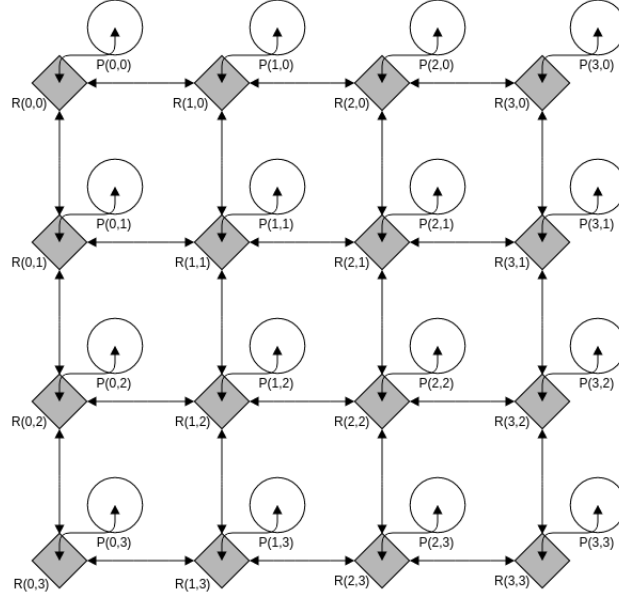 P(0,0) P(1,0) P(2,0) P(3,0)
R(0,0) R(1,0) R(2,0) R(3,0)
P(0,1) P(1,1) P(2,1) P(3,1)
R(0,1) R(1,1) R(2,1) R(3,1)
P(0,2) P(1,2) P(2,2) P(3,2)
R(0,2) R(1,2) R(2,2) R(3,2)
P(0,3) P(1,3) P(2,3) P(3,3)
R(0,3) R(1,3) R(2,3) R(3,3)